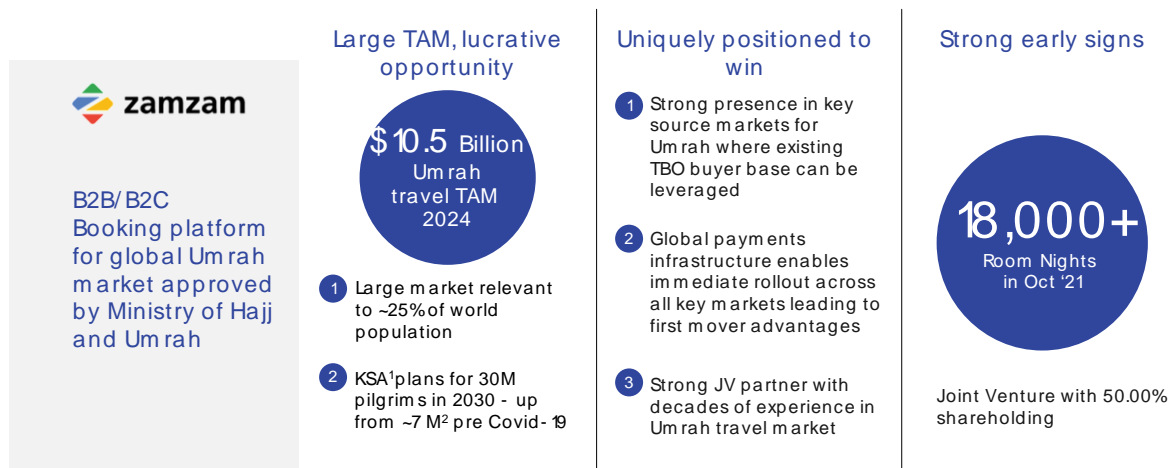 zamzam
B2B/B2C
Booking platform
for global Umrah
market approved
by Ministry of Hajj
and Umrah
Large TAM, lucrative
opportunity
$10.5 Billion
Umrah
travel TAM
2024
1 Large market relevant
to ~25% of world
population
2 KSA¹ plans for 30M
pilgrims in 2030 - up
from ~7 M² pre Covid-19
Uniquely positioned to
win
1 Strong presence in key
source markets for
Umrah where existing
TBO buyer base can be
leveraged
2 Global payments
infrastructure enables
immediate rollout across
all key markets leading to
first mover advantages
3 Strong JV partner with
decades of experience in
Umrah travel market
Strong early signs
18,000+
Room Nights
in Oct ‘21
Joint Venture with 50.00%
shareholding